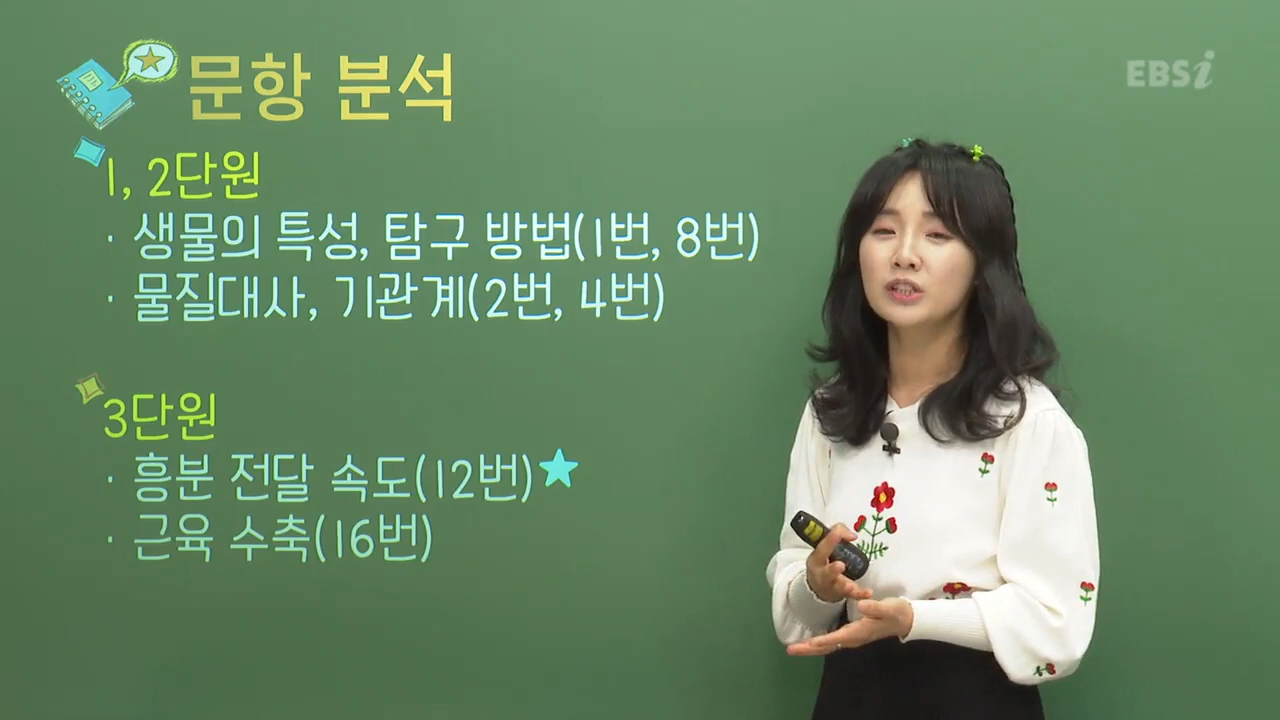 문항 분석
EBSi
1, 2단원
· 생물의 특성, 탐구 방법(1번, 8번)
· 물질대사, 기관계(2번, 4번)
3단원
· 흥분 전달 속도(12번)★
· 근육 수축(16번)